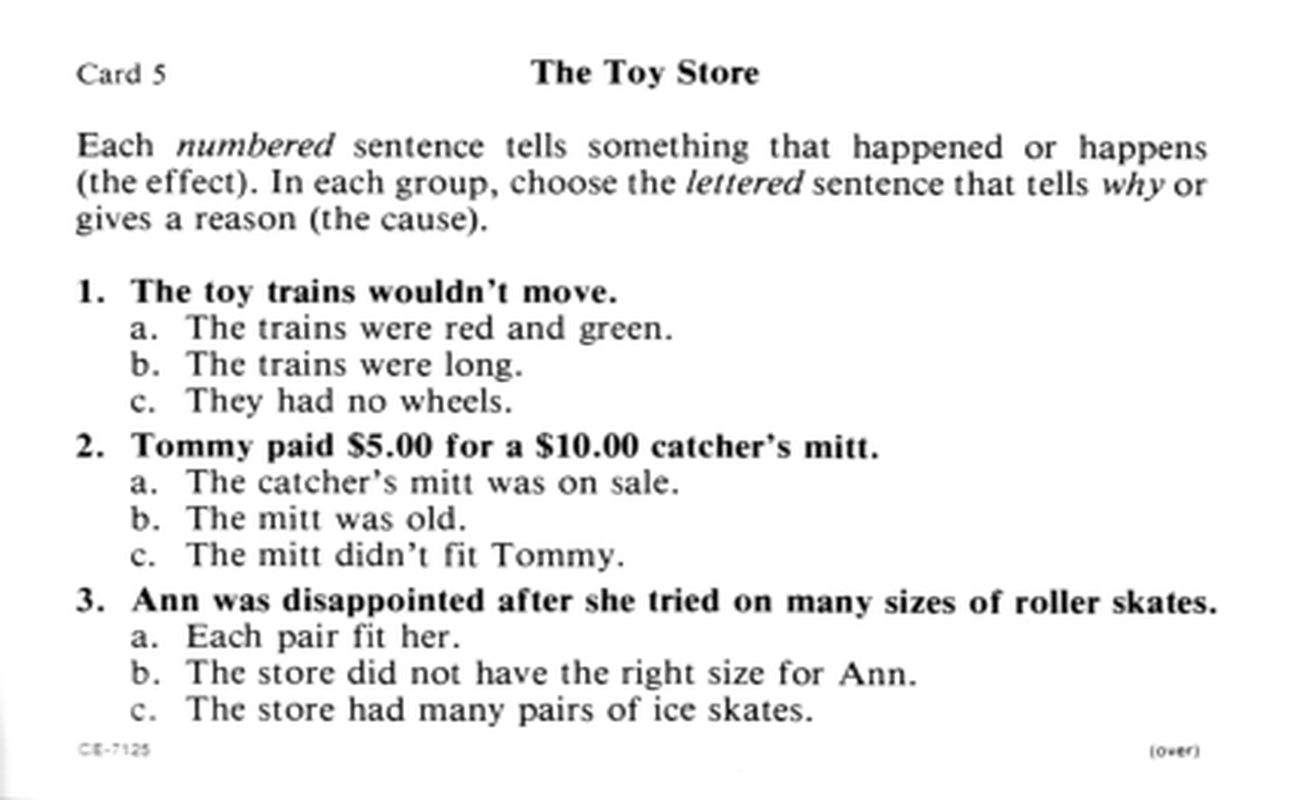 Card 5
The Toy Store
Each numbered sentence tells something that happened or happens
(the effect). In each group, choose the lettered sentence that tells why or
gives a reason (the cause).
1. The toy trains wouldn't move.
a. The trains were red and green.
b. The trains were long.
c. They had no wheels.
2. Tommy paid $5.00 for a $10.00 catcher's mitt.
a. The catcher's mitt was on sale.
b. The mitt was old.
c. The mitt didn't fit Tommy.
3. Ann was disappointed after she tried on many sizes of roller skates.
a. Each pair fit her.
b. The store did not have the right size for Ann.
c. The store had many pairs of ice skates.
CE-7125
(over)